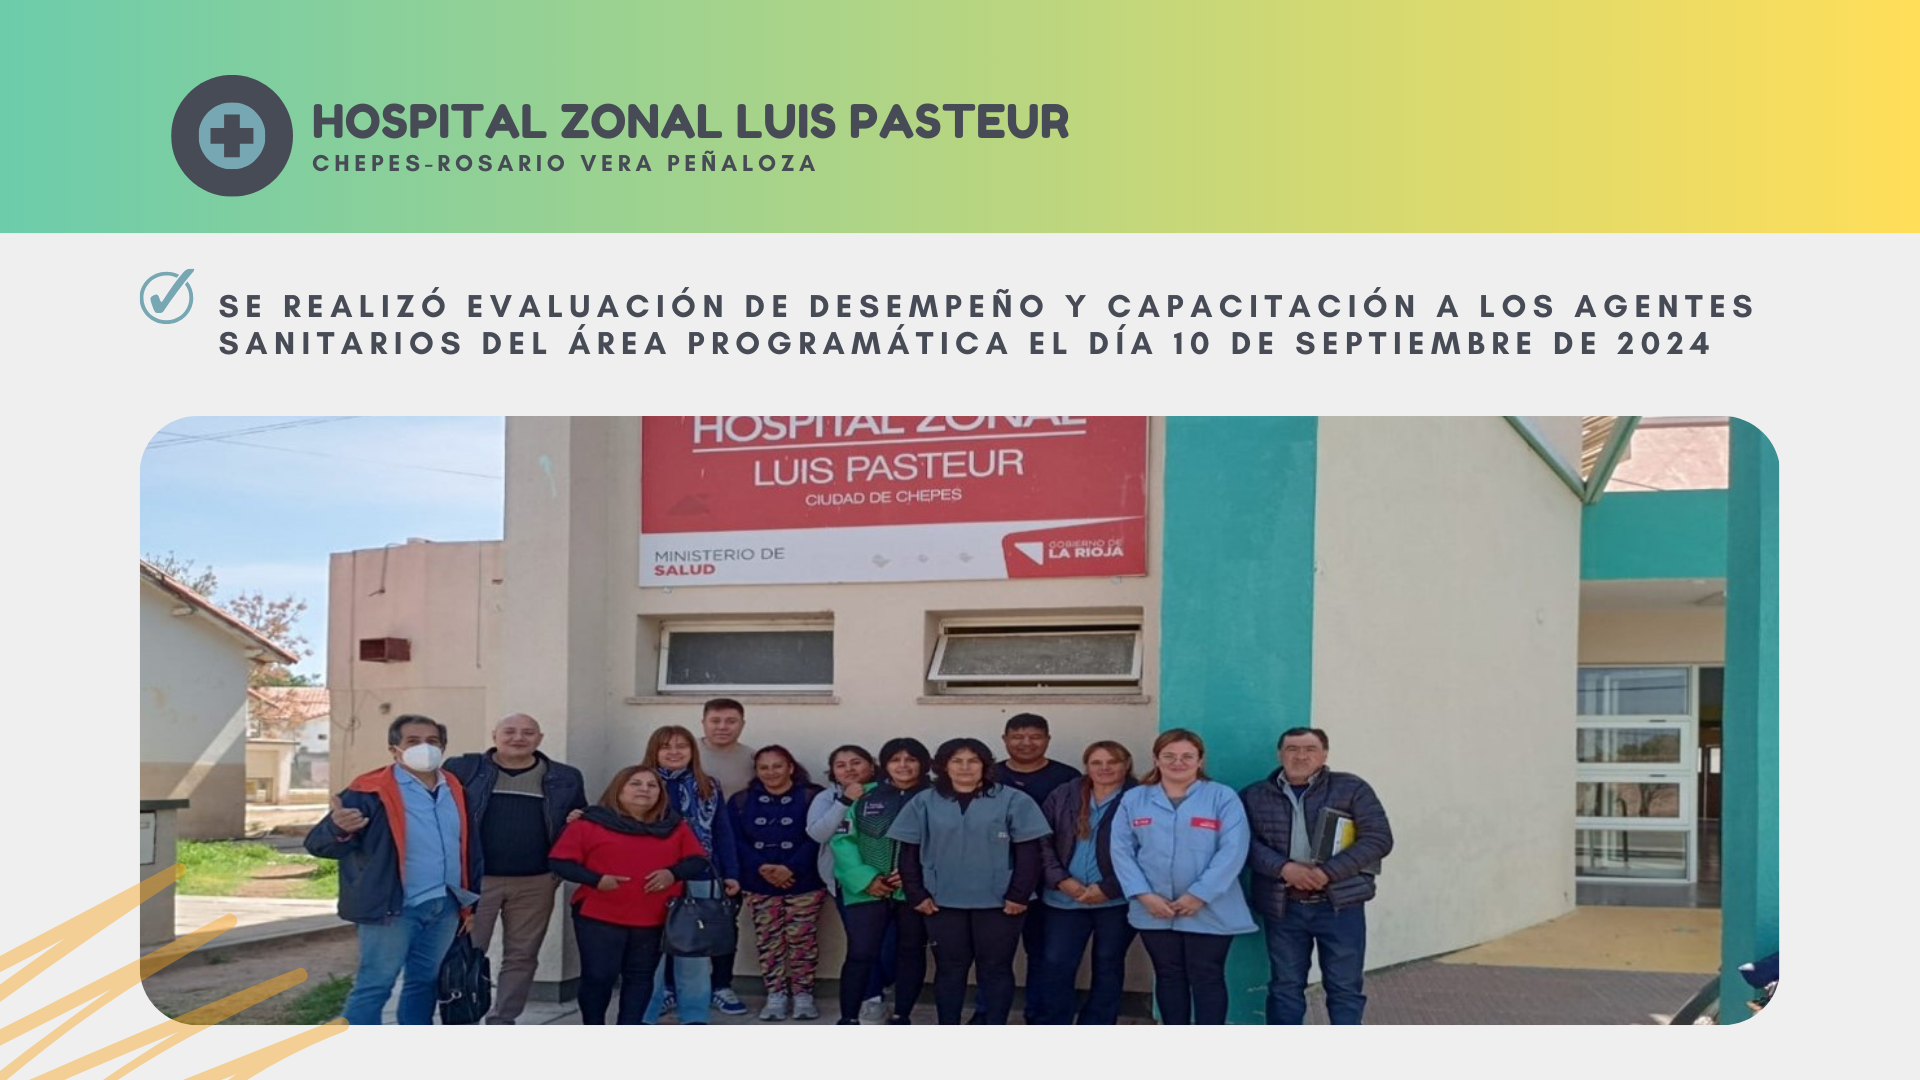 HOSPITAL ZONAL LUIS PASTEUR
CHEPES-ROSARIO VERA PEÑALOZA
SE REALIZÓ EVALUACIÓN DE DESEMPEÑO Y CAPACITACIÓN A LOS AGENTES
SANITARIOS DEL ÁREA PROGRAMÁTICA EL DÍA 10 DE SEPTIEMBRE DE 2024
HOSPITAL ZONAL
LUIS PASTEUR
CIUDAD DE CHEPES
MINISTERIO DE
SALUD
GOBIERNO DE
LA RIOJA